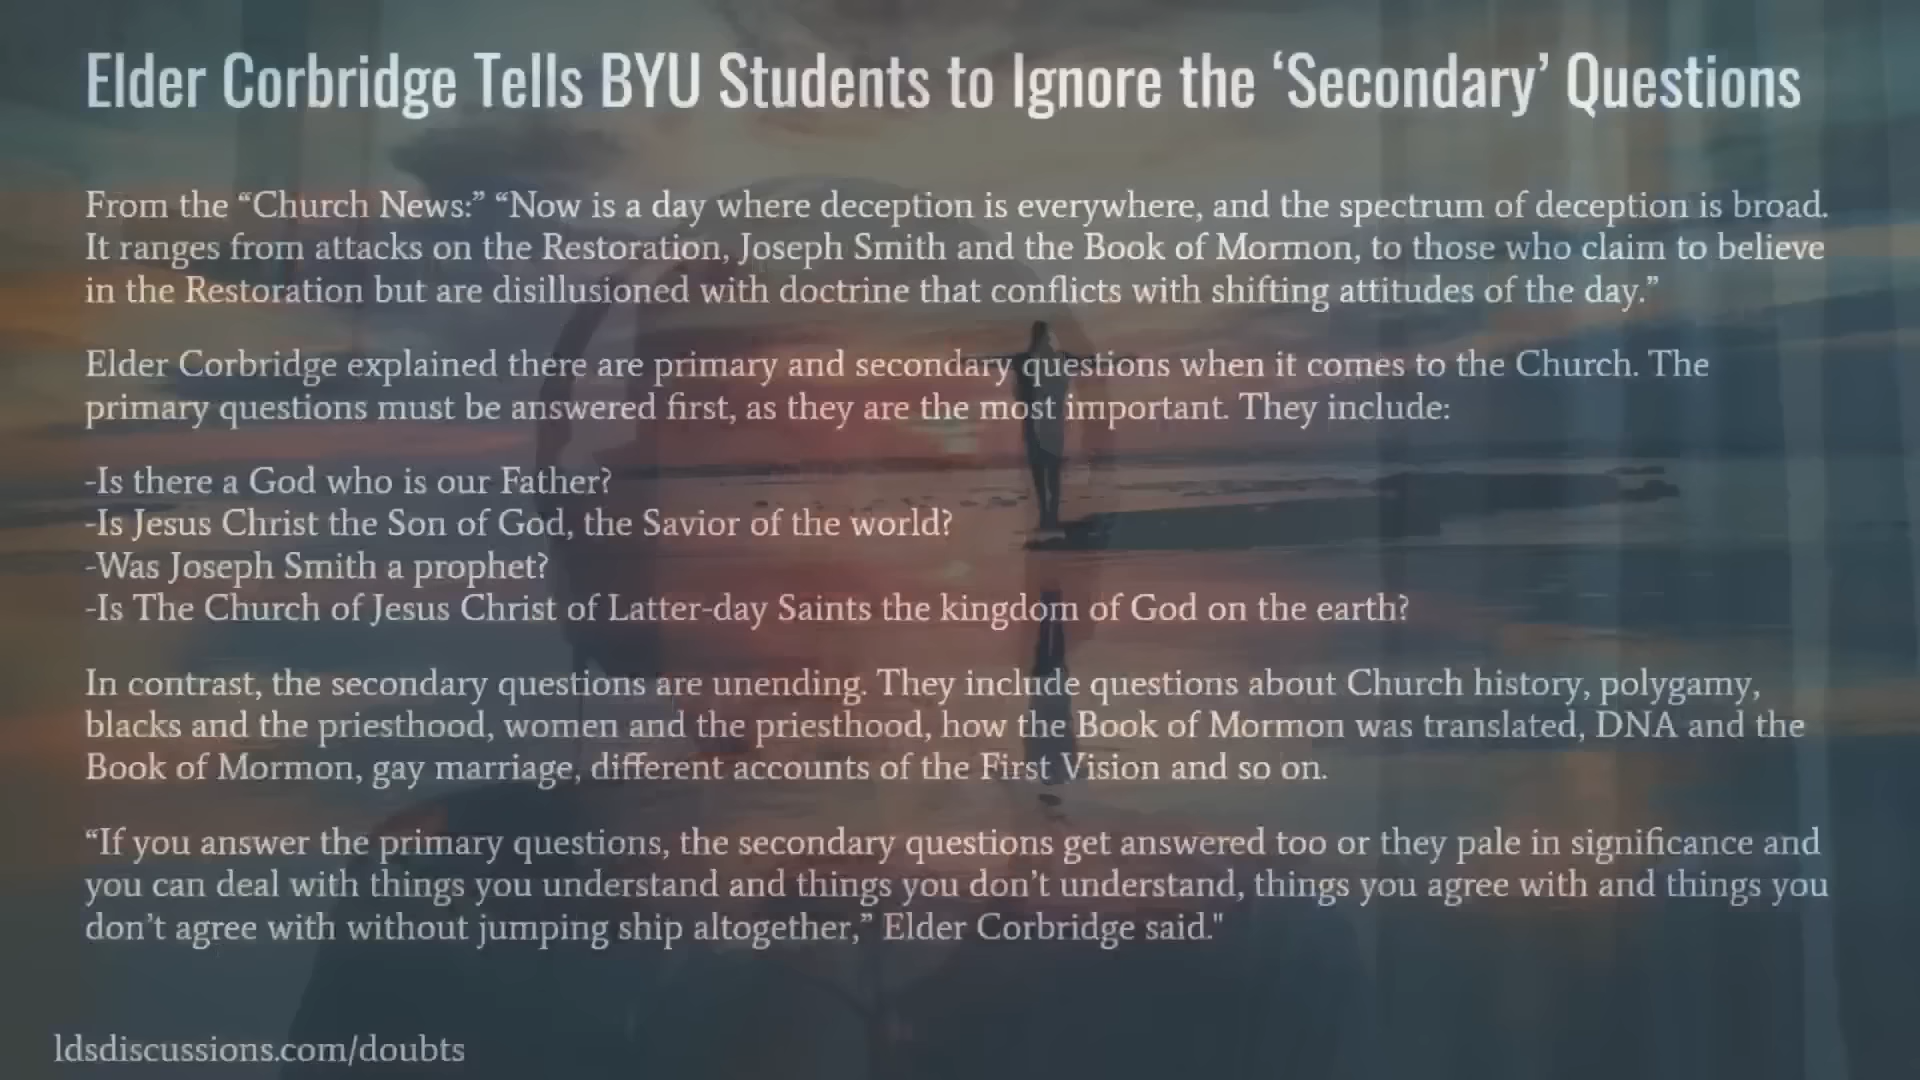 Elder Corbridge Tells BYU Students to Ignore the ‘Secondary’ Questions
From the “Church News:” “Now is a day where deception is everywhere, and the spectrum of deception is broad.
It ranges from attacks on the Restoration, Joseph Smith and the Book of Mormon, to those who claim to believe
in the Restoration but are disillusioned with doctrine that conflicts with shifting attitudes of the day.”
Elder Corbridge explained there are primary and secondary questions when it comes to the Church. The
primary questions must be answered first, as they are the most important. They include:
-Is there a God who is our Father?
-Is Jesus Christ the Son of God, the Savior of the world?
-Was Joseph Smith a prophet?
-Is The Church of Jesus Christ of Latter-day Saints the kingdom of God on the earth?
In contrast, the secondary questions are unending. They include questions about Church history, polygamy,
blacks and the priesthood, women and the priesthood, how the Book of Mormon was translated, DNA and the
Book of Mormon, gay marriage, different accounts of the First Vision and so on.
“If you answer the primary questions, the secondary questions get answered too or they pale in significance and
you can deal with things you understand and things you don’t understand, things you agree with and things you
don’t agree with without jumping ship altogether,” Elder Corbridge said."
ldsdiscussions.com/doubts